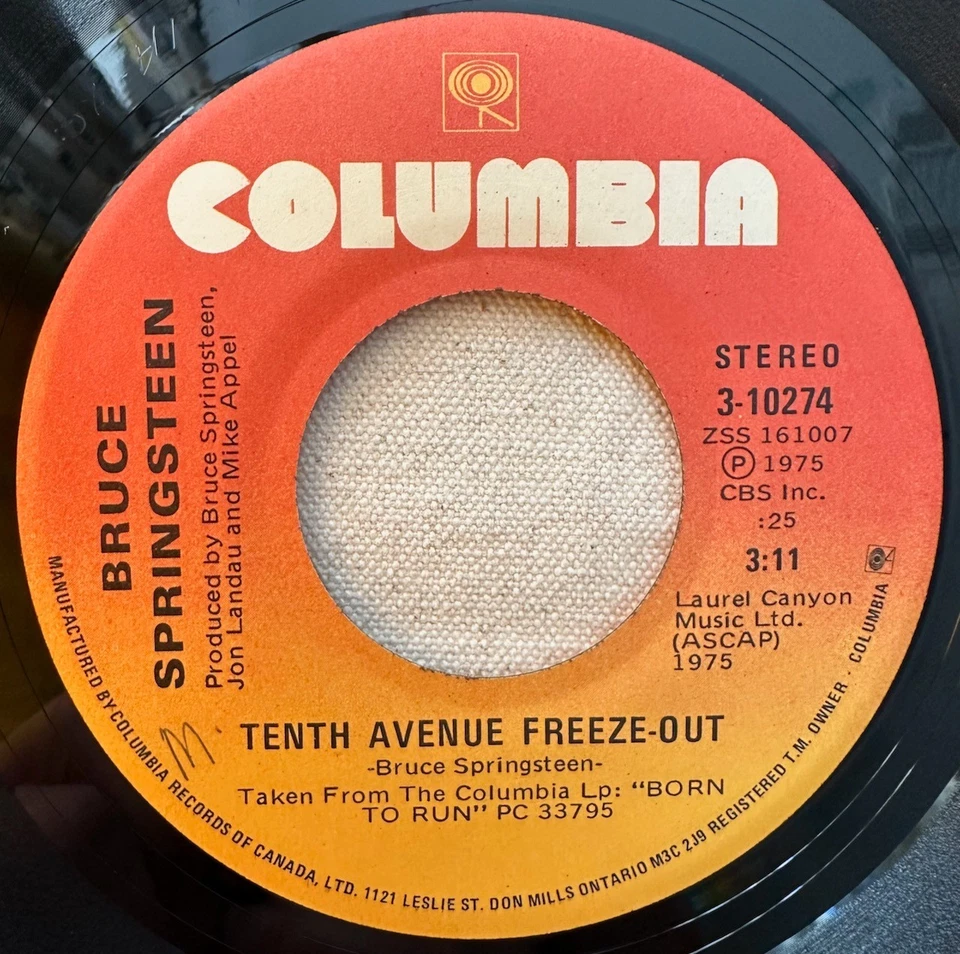 COLUMBIA
BRUCE
SPRINGSTEEN
Produced by Bruce Springsteen,
Jon Landau and Mike Appel
STEREO
3-10274
ZSS 161007
Ⓟ 1975
CBS Inc.
:25
3:11
Laurel Canyon
Music Ltd.
(ASCAP)
1975
M
TENTH AVENUE FREEZE-OUT
-Bruce Springsteen-
Taken From The Columbia Lp: “BORN
TO RUN” PC 33795
MANUFACTURED BY COLUMBIA RECORDS OF CANADA, LTD. 1121 LESLIE ST. DON MILLS ONTARIO M3C 2J9 REGISTERED T.M. OWNER · COLUMBIA